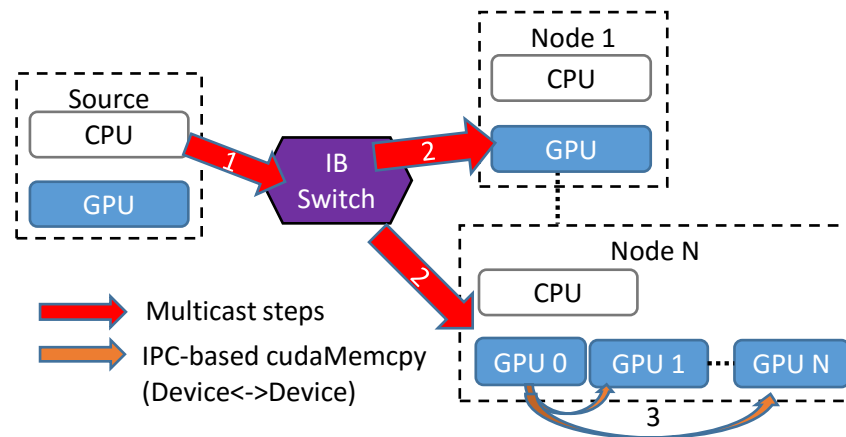 Source
CPU
GPU
1
IB
Switch
2
2
Node 1
CPU
GPU
Node N
CPU
GPU 0
GPU 1
GPU N
3
Multicast steps
IPC-based cudaMemcpy
(Device<->Device)